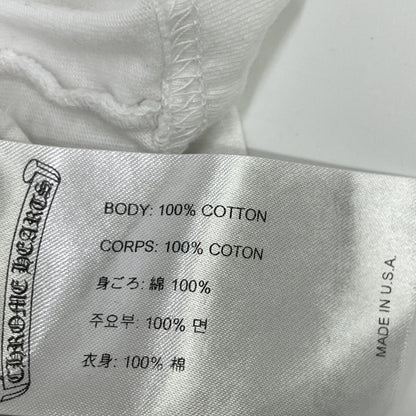 CHROME HEARTS
BODY: 100% COTTON
CORPS: 100% COTON
身ごろ: 綿 100%
주요부: 100% 면
衣身: 100% 棉
MADE IN U.S.A.